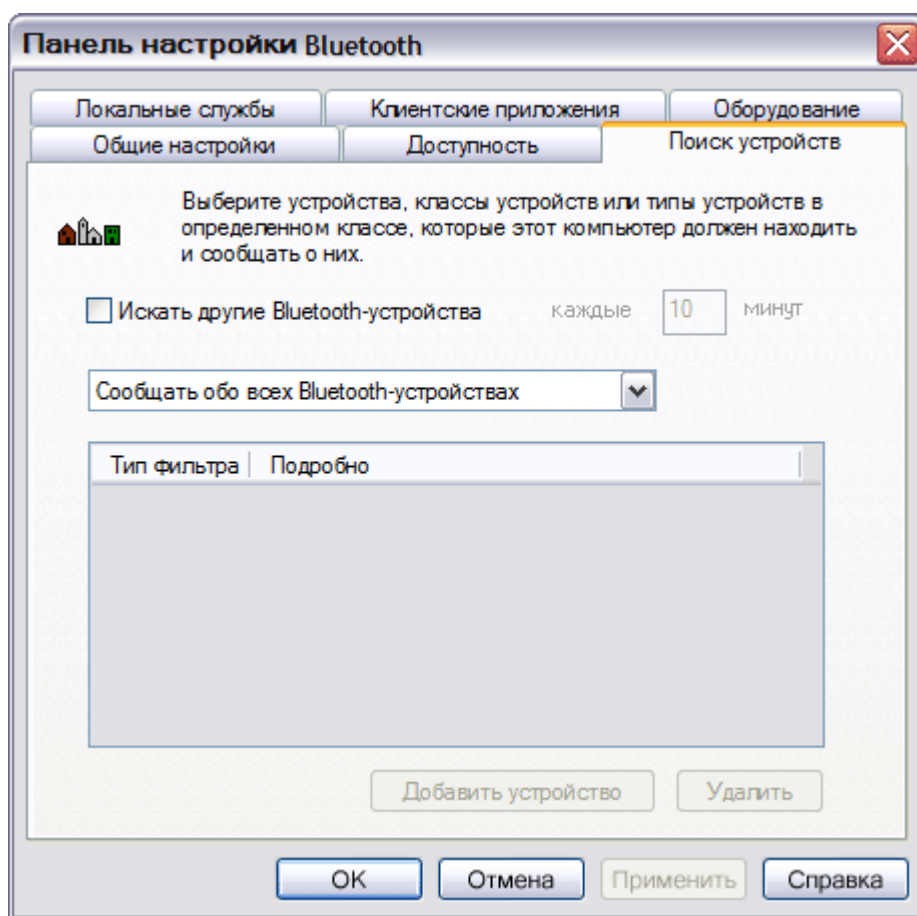 Панель настройки Bluetooth
Локальные службы Клиентские приложения Оборудование
Общие настройки Доступность Поиск устройств
Выберите устройства, классы устройств или типы устройств в
определенном классе, которые этот компьютер должен находить
и сообщать о них.
Искать другие Bluetooth-устройства каждые 10 минут
Сообщать обо всех Bluetooth-устройствах
Тип фильтра Подробно
Добавить устройство Удалить
OK Отмена Применить Справка